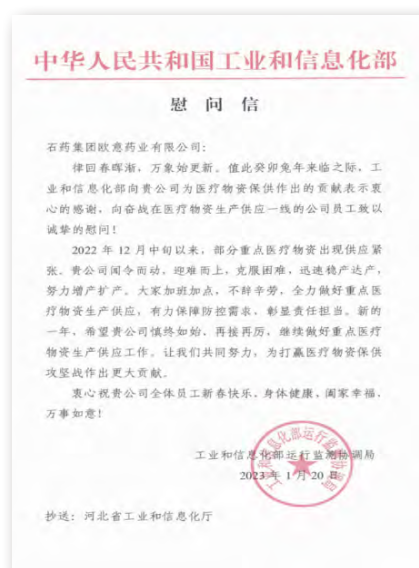 中华人民共和国工业和信息化部
慰问信
石药集团欧意药业有限公司：
律回春晖渐，万象始更新。值此癸卯兔年来临之际，工
业和信息化部向贵公司为医疗物资保供作出的贡献表示衷
心的感谢，向奋战在医疗物资生产供应一线的公司员工致以
诚挚的慰问！
2022 年 12 月中旬以来，部分重点医疗物资出现供应紧
张。贵公司闻令而动，迎难而上，克服困难，迅速稳产达产，
努力增产扩产。大家加班加点，不辞辛劳，全力做好重点医
疗物资生产供应，有力保障防控需求，彰显责任担当。新的
一年，希望贵公司慎终如始，再接再厉，继续做好重点医疗
物资生产供应工作。让我们共同努力，为打赢医疗物资保供
攻坚战作出更大贡献。
衷心祝贵公司全体员工新春快乐、身体健康、阖家幸福，
万事如意！
工业和信息化部运行监测协调局
2023 年 1 月 20 日
工业和信息化部运行监测协调局
抄送：河北省工业和信息化厅